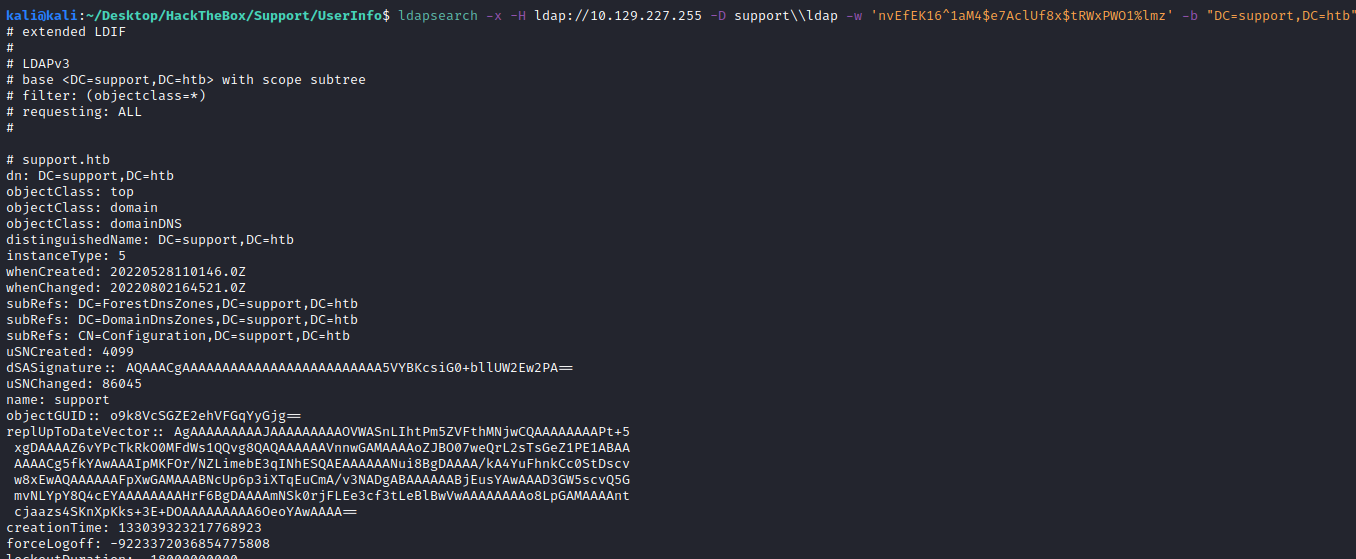 kali@kali:~/Desktop/HackTheBox/Support/UserInfo$ ldapsearch -x -H ldap://10.129.227.255 -D support\\ldap -w 'nvEfEK16^1aM4$e7AclUf8x$tRWxPWO1%lmz' -b "DC=support,DC=htb"
# extended LDIF
#
# LDAPv3
# base <DC=support,DC=htb> with scope subtree
# filter: (objectclass=*)
# requesting: ALL
#
# support.htb
dn: DC=support,DC=htb
objectClass: top
objectClass: domain
objectClass: domainDNS
distinguishedName: DC=support,DC=htb
instanceType: 5
whenCreated: 20220528110146.0Z
whenChanged: 20220802164521.0Z
subRefs: DC=ForestDnsZones,DC=support,DC=htb
subRefs: DC=DomainDnsZones,DC=support,DC=htb
subRefs: CN=Configuration,DC=support,DC=htb
uSNCreated: 4099
dSASignature:: AQAAACgAAAAAAAAAAAAAAAAAAAAAAAAA5VYBKcsiG0+bllUW2Ew2PA==
uSNChanged: 86045
name: support
objectGUID:: o9k8VcSGZE2ehVFGqYyGjg==
replUpToDateVector:: AgAAAAAAAAAJAAAAAAAAAOVWASnLIhtPm5ZVFthMNjwCQAAAAAAAAPt+5
 xgDAAAAZ6vYPcTkRkO0MFdWs1QQvg8QAQAAAAAAVnnwGAMAAAAoZJBO07weQrL2sTsGeZ1PE1ABAA
 AAAACg5fkYAwAAAIpMKFOr/NZLimebE3qINhESQAEAAAAAANui8BgDAAAA/kA4YuFhnkCc0StDscv
 w8xEwAQAAAAAAFpXwGAMAAABNcUp6p3iXTqEuCmA/v3NADgABAAAAAABjEusYAwAAAD3GW5scvQ5G
 mvNLYpY8Q4cEYAAAAAAAAHrF6BgDAAAAmNSk0rjFLEe3cf3tLeBlBwVwAAAAAAAAo8LpGAMAAAAnt
 cjaazs4SKnXpKks+3E+DOAAAAAAAAA6OeoYAwAAAA==
creationTime: 133039323217768923
forceLogoff: -9223372036854775808
lockoutDuration: -18000000000